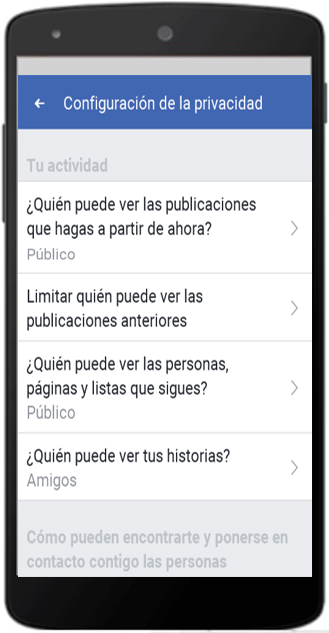 Configuración de la privacidad
Tu actividad
¿Quién puede ver las publicaciones
que hagas a partir de ahora?
Público
Limitar quién puede ver las
publicaciones anteriores
¿Quién puede ver las personas,
páginas y listas que sigues?
Público
¿Quién puede ver tus historias?
Amigos
Cómo pueden encontrarte y ponerse en
contacto contigo las personas